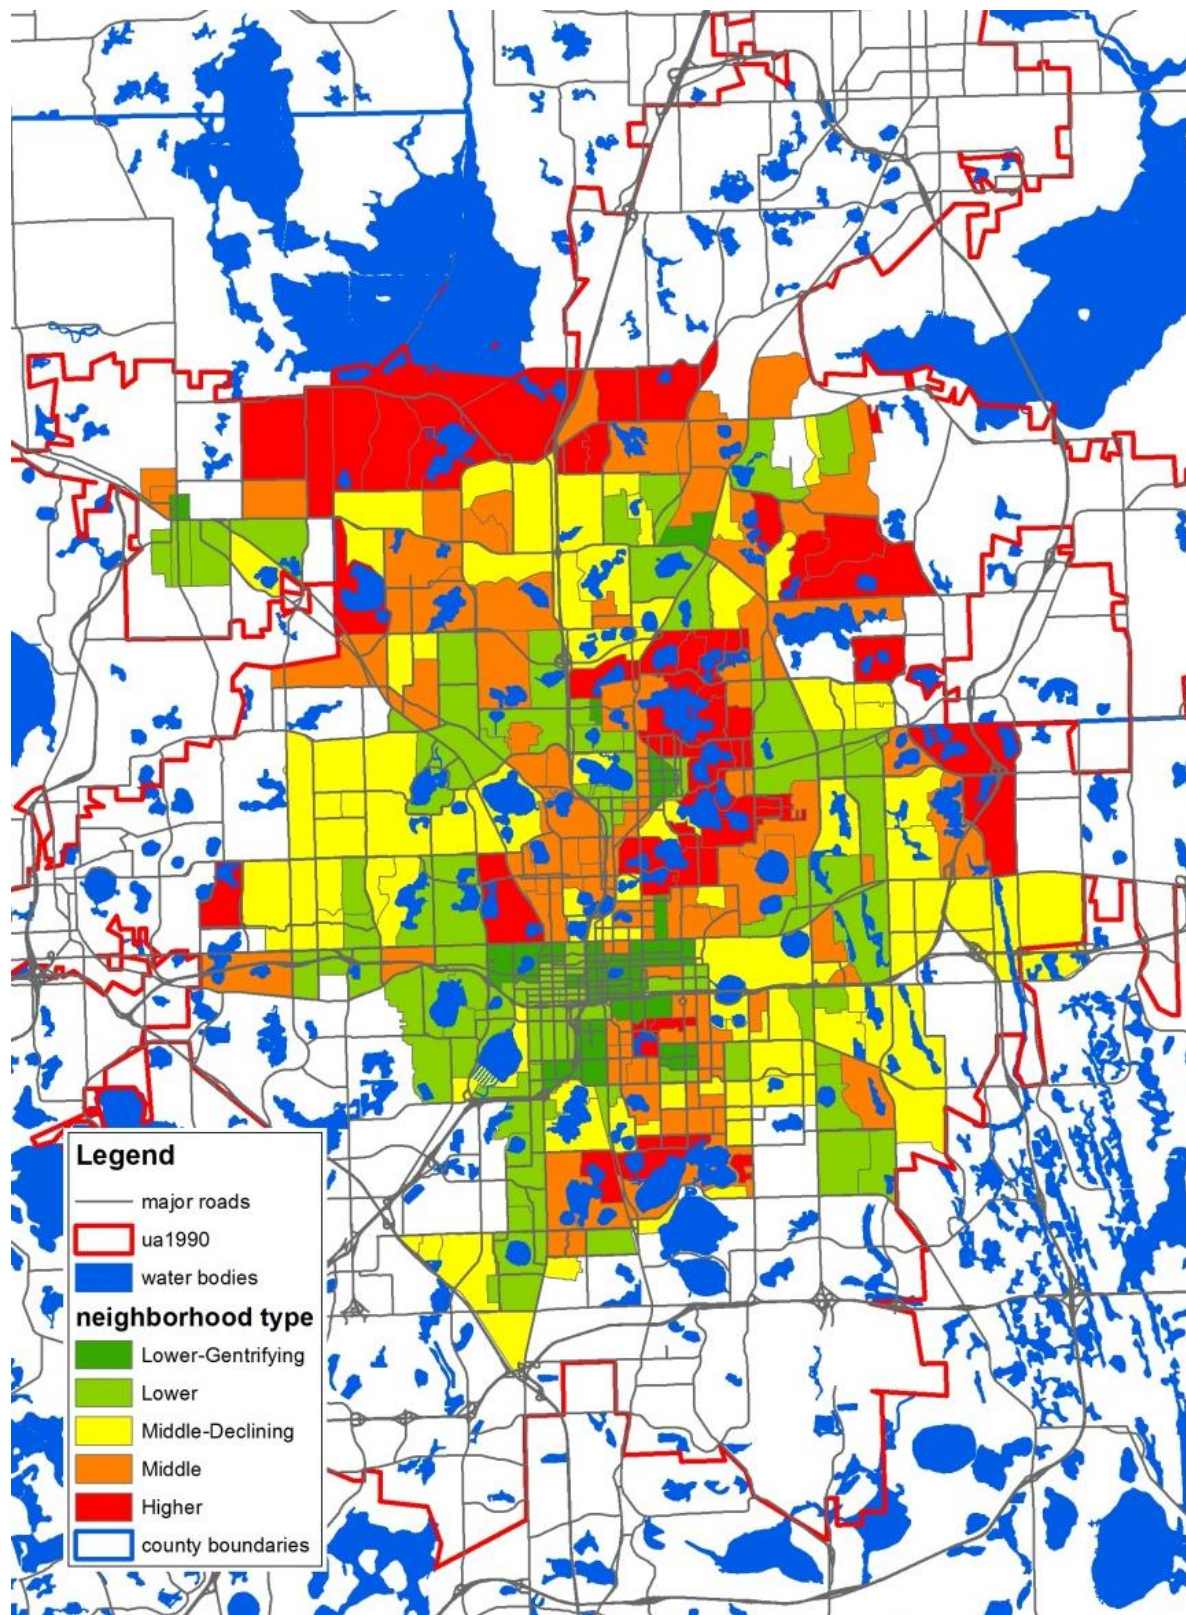 Legend
major roads
ua1990
water bodies
neighborhood type
Lower-Gentrifying
Lower
Middle-Declining
Middle
Higher
county boundaries